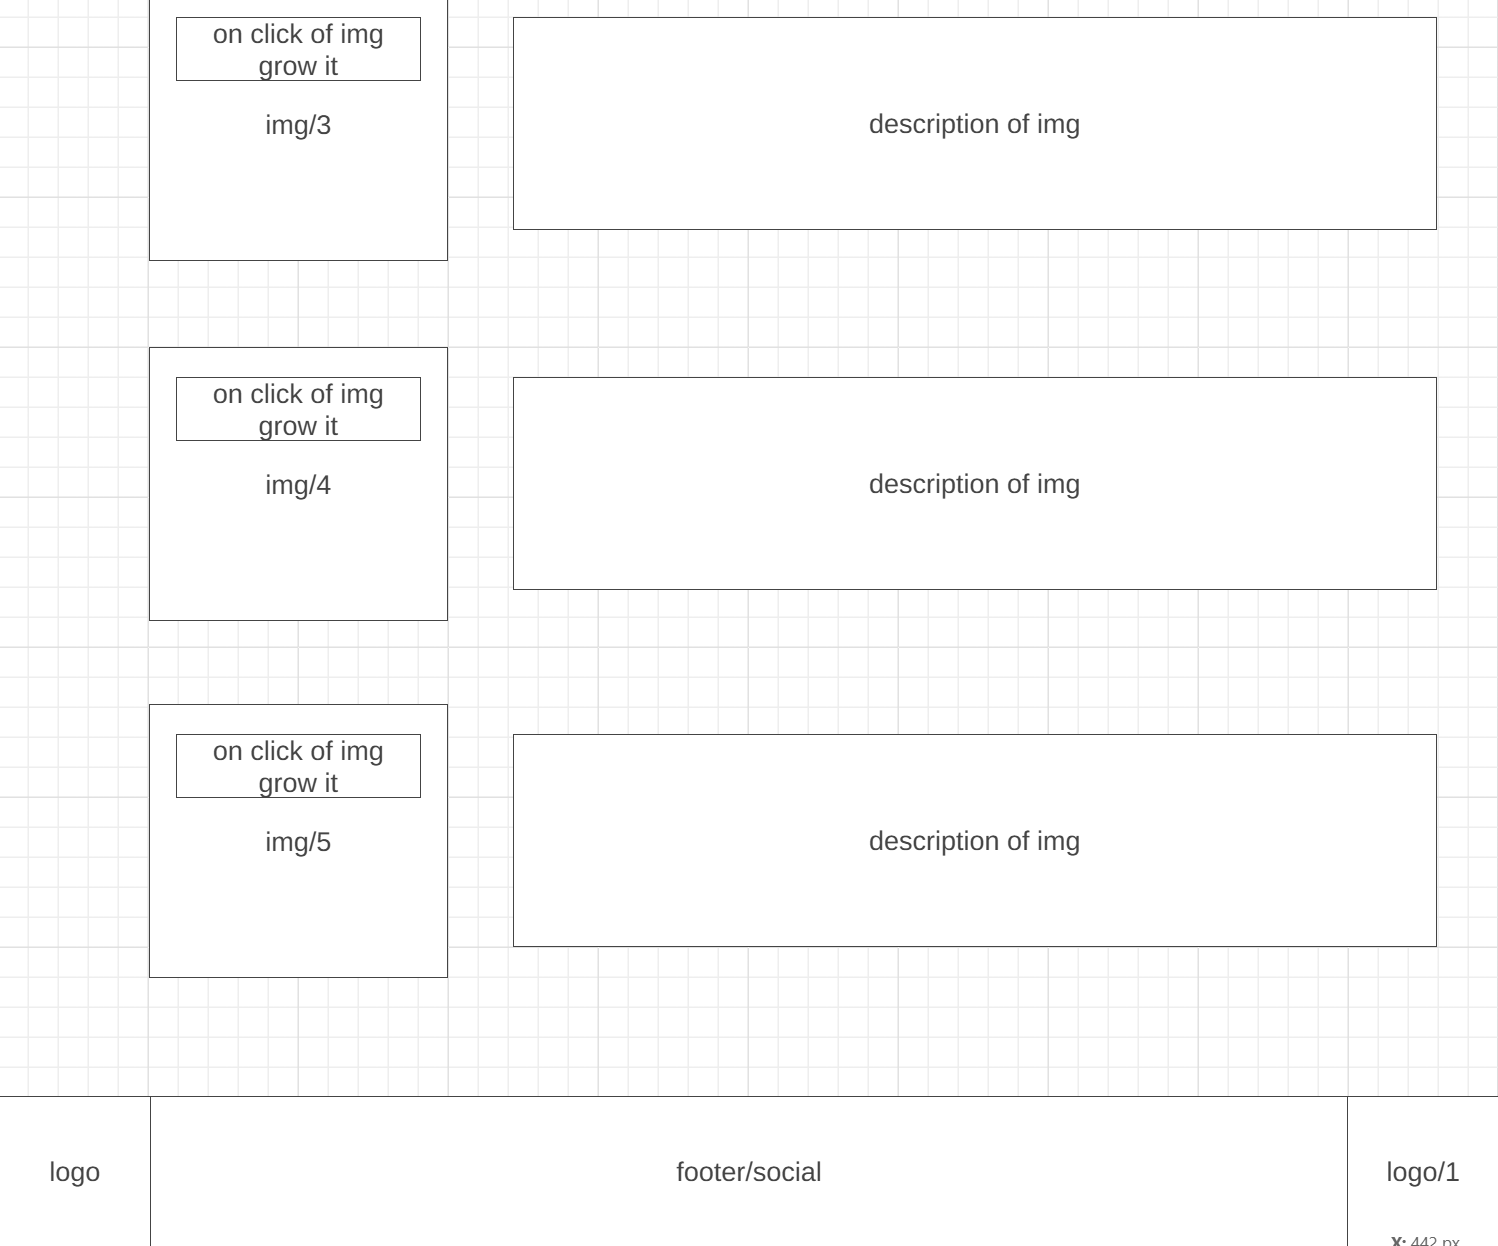 on click of img
grow it
img/3
description of img
on click of img
grow it
img/4
description of img
on click of img
grow it
img/5
description of img
logo
footer/social
logo/1
X: 442 px